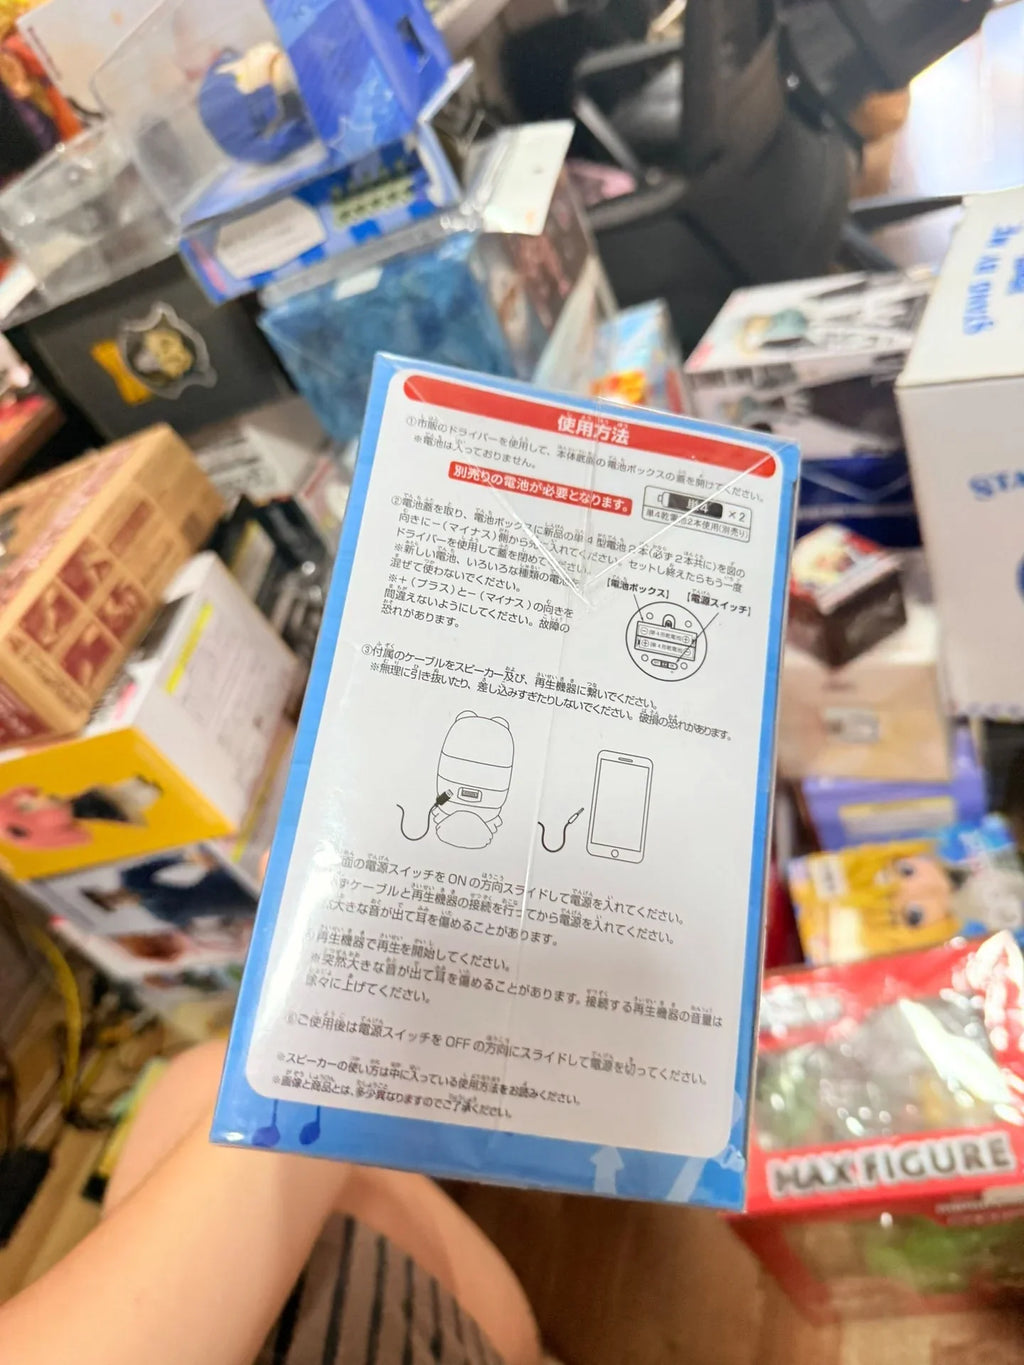 使用方法
①市販のドライバーを使用して、本体底面の電池ボックスの蓋を開けてください。
※電池は入っておりません。
別売りの電池が必要となります。
単4
×2
単4乾電池2本使用(別売り)
②電池蓋を取り、電池ボックスに新品の単4型電池2本(必ず2本共に)を図の
向きに−(マイナス)側から入れてください。セットし終えたらもう一度
ドライバーを使用して蓋を閉めてください。
※新しい電池、いろいろな種類の電池を
混ぜて使わないでください。
※+(プラス)と−(マイナス)の向きを
間違えないようにしてください。故障の
恐れがあります。
【電池ボックス】
【電源スイッチ】
③付属のケーブルをスピーカー及び、再生機器に繋いでください。
※無理に引き抜いたり、差し込みすぎたりしないでください。破損の恐れがあります。
面の電源スイッチをONの方向スライドして電源を入れてください。
ずケーブルと再生機器の接続を行ってから電源を入れてください。
大きな音が出て耳を傷めることがあります。
再生機器で再生を開始してください。
※突然大きな音が出て耳を傷めることがあります。接続する再生機器の音量は
徐々に上げてください。
⑥ご使用後は電源スイッチをOFFの方向にスライドして電源を切ってください。
※スピーカーの使い方は中に入っている使用方法をお読みください。
※画像と商品とは、多少異なりますのでご了承ください。
MAX FIGURE